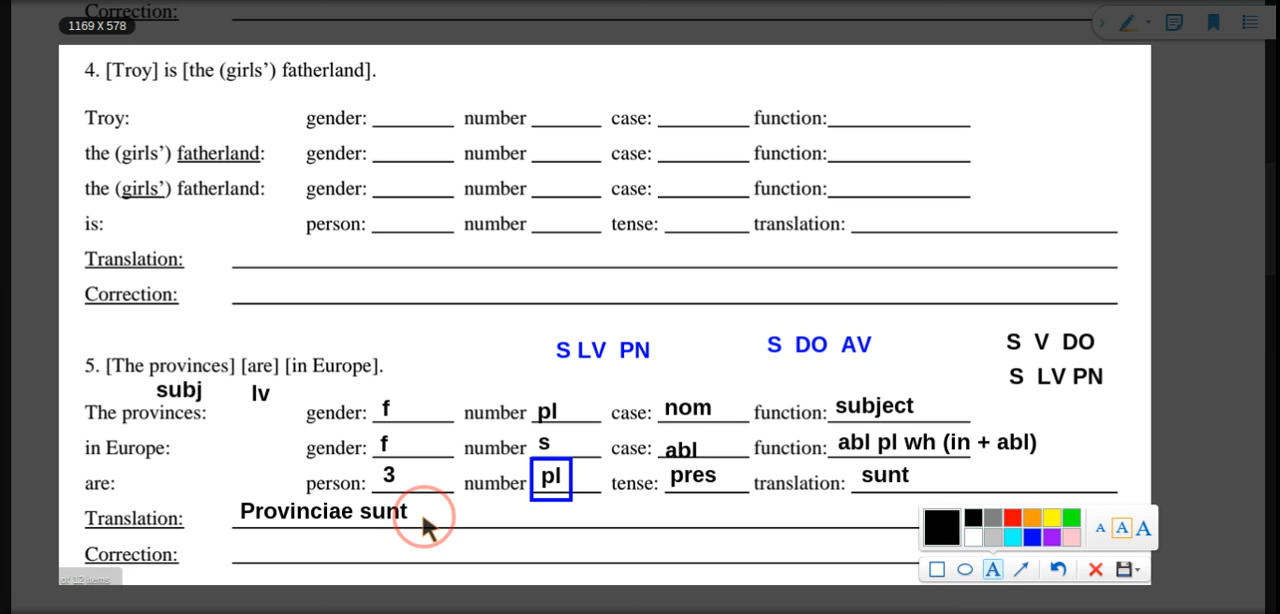 Correction:
1169 X 578
4. [Troy] is [the (girls’) fatherland].
Troy: gender: number case: function:
the (girls’) fatherland: gender: number case: function:
the (girls’) fatherland: gender: number case: function:
is: person: number tense: translation:
Translation:
Correction:
S LV PN S DO AV S V DO
5. [The provinces] [are] [in Europe]. S LV PN
subj lv
The provinces: gender: f number pl case: nom function: subject
in Europe: gender: f number s case: abl function: abl pl wh (in + abl)
are: person: 3 number pl tense: pres translation: sunt
Translation: Provinciae sunt
A A A
Correction:
A
of 12 items